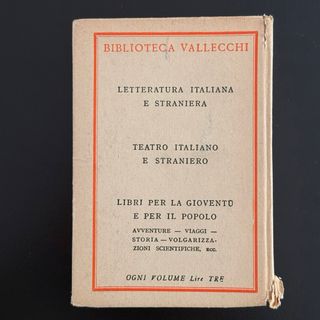 BIBLIOTECA VALLECCHI
LETTERATURA ITALIANA
E STRANIERA
TEATRO ITALIANO
E STRANIERO
LIBRI PER LA GIOVENTÙ
E PER IL POPOLO
AVVENTURE — VIAGGI —
STORIA — VOLGARIZZA-
ZIONI SCIENTIFICHE, ECC.
OGNI VOLUME Lire TRE